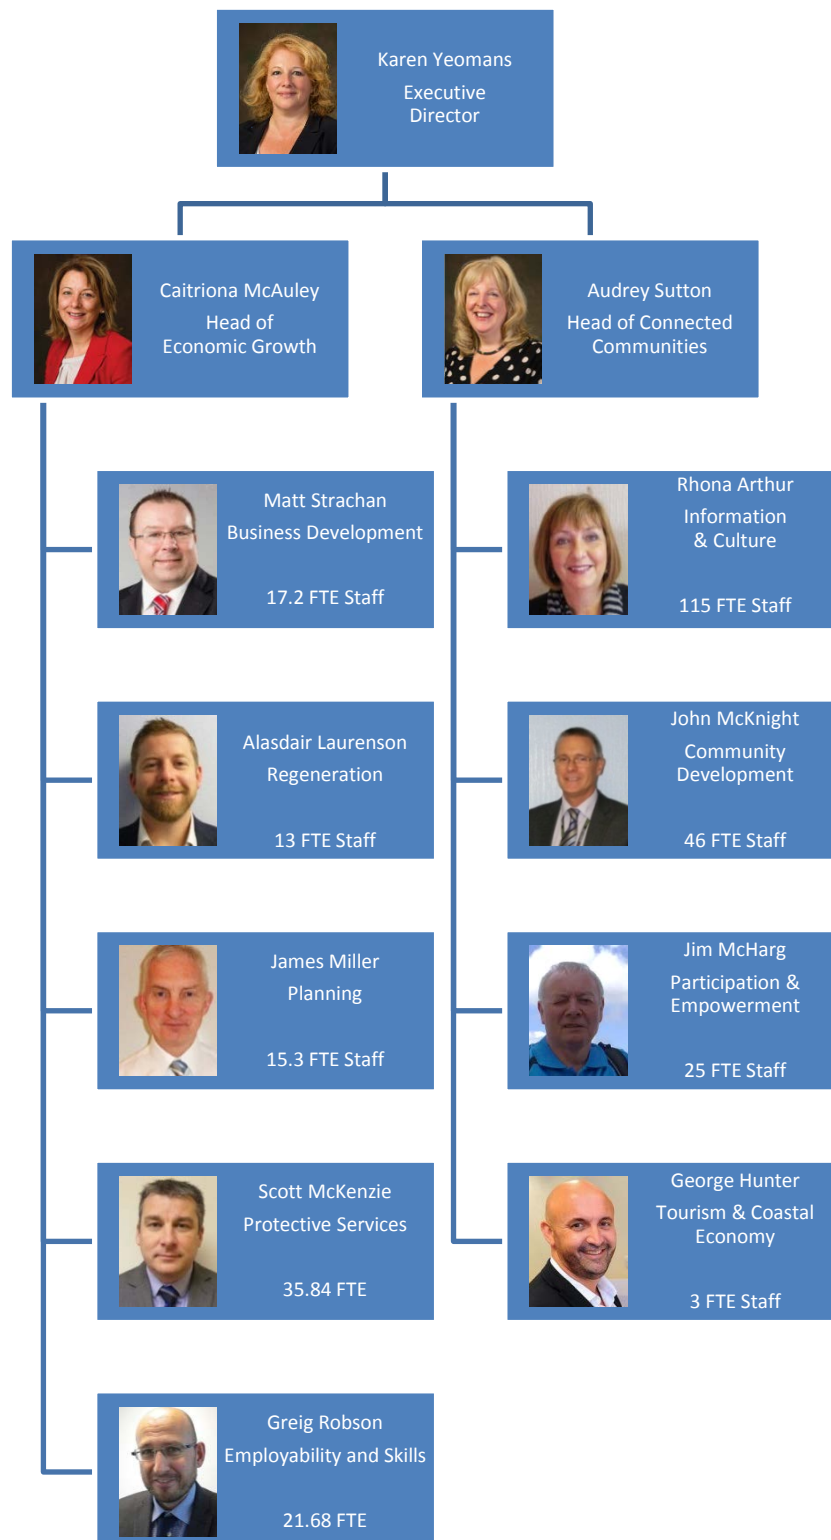 Karen Yeomans
Executive
Director
Caitriona McAuley
Head of
Economic Growth
Audrey Sutton
Head of Connected
Communities
Matt Strachan
Business Development
17.2 FTE Staff
Alasdair Laurenson
Regeneration
13 FTE Staff
James Miller
Planning
15.3 FTE Staff
Scott McKenzie
Protective Services
35.84 FTE
Greig Robson
Employability and Skills
21.68 FTE
Rhona Arthur
Information
& Culture
115 FTE Staff
John McKnight
Community
Development
46 FTE Staff
Jim McHarg
Participation &
Empowerment
25 FTE Staff
George Hunter
Tourism & Coastal
Economy
3 FTE Staff